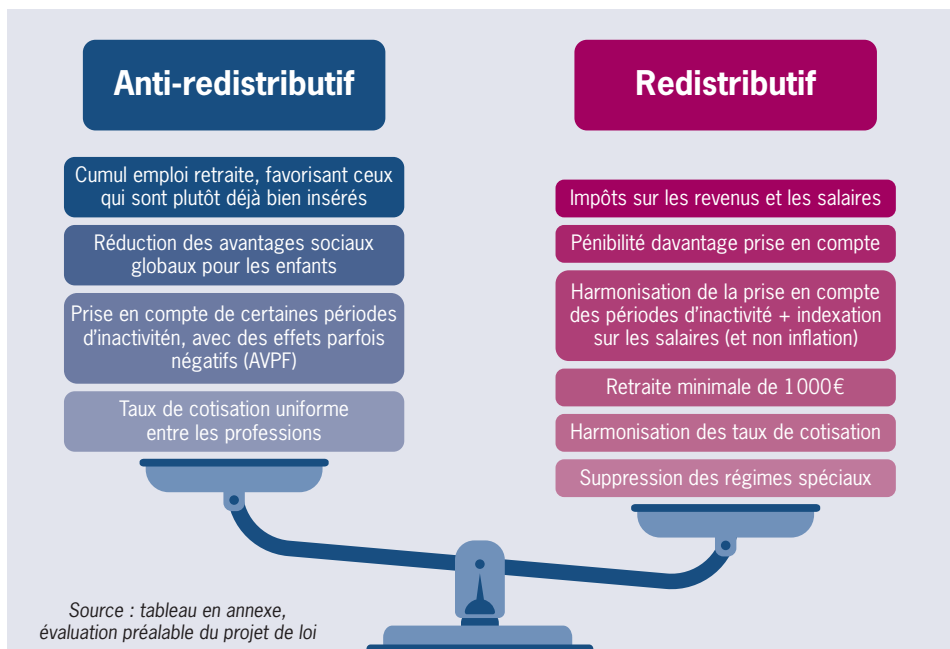 Anti-redistributif
Cumul emploi retraite, favorisant ceux
qui sont plutôt déjà bien insérés
Réduction des avantages sociaux
globaux pour les enfants
Prise en compte de certaines périodes
d'inactivitén, avec des effets parfois
négatifs (AVPF)
Taux de cotisation uniforme
entre les professions
Redistributif
Impôts sur les revenus et les salaires
Pénibilité davantage prise en compte
Harmonisation de la prise en compte
des périodes d'inactivité + indexation
sur les salaires (et non inflation)
Retraite minimale de 1000€
Harmonisation des taux de cotisation
Suppression des régimes spéciaux
Source : tableau en annexe,
évaluation préalable du projet de loi